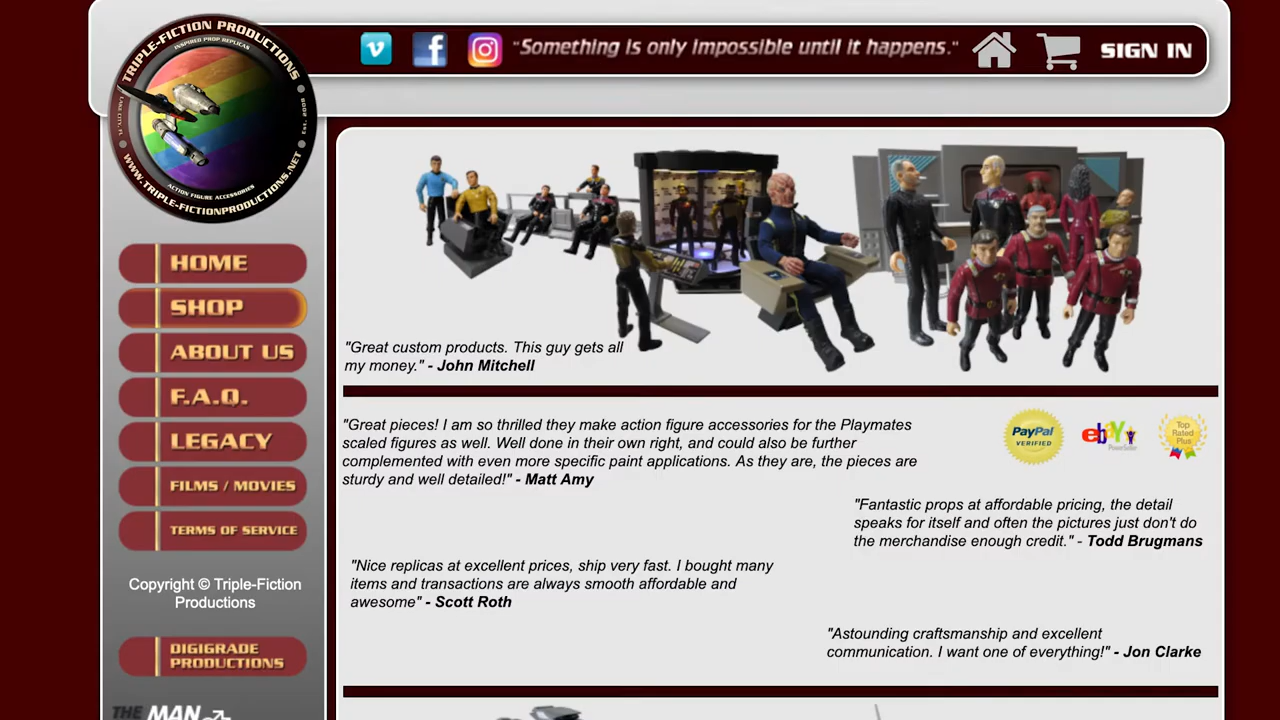 TRIPLE-FICTION PRODUCTIONS
INSPIRED PROP REPLICAS
LAKE CITY, FL
Est. 2008
ACTION FIGURE ACCESSORIES
WWW.TRIPLE-FICTIONPRODUCTIONS.NET
"Something is only impossible until it happens."
SIGN IN
HOME
SHOP
ABOUT US
F.A.Q.
LEGACY
FILMS / MOVIES
TERMS OF SERVICE
Copyright © Triple-Fiction
Productions
DIGIGRADE
PRODUCTIONS
THE MAN
"Great custom products. This guy gets all
my money." - John Mitchell
"Great pieces! I am so thrilled they make action figure accessories for the Playmates
scaled figures as well. Well done in their own right, and could also be further
complemented with even more specific paint applications. As they are, the pieces are
sturdy and well detailed!" - Matt Amy
PayPal
VERIFIED
ebay
PowerSeller
Top
Rated
Plus
"Fantastic props at affordable pricing, the detail
speaks for itself and often the pictures just don't do
the merchandise enough credit." - Todd Brugmans
"Nice replicas at excellent prices, ship very fast. I bought many
items and transactions are always smooth affordable and
awesome" - Scott Roth
"Astounding craftsmanship and excellent
communication. I want one of everything!" - Jon Clarke